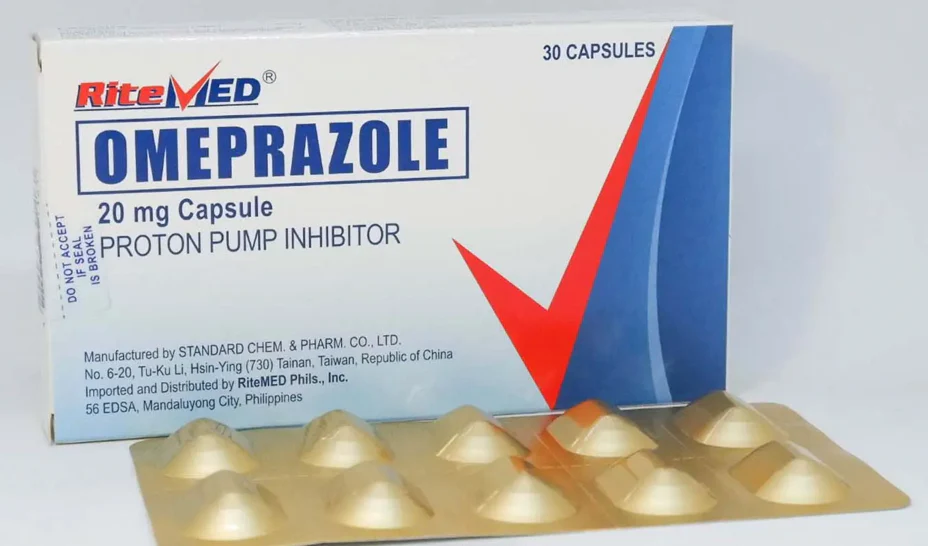 30 CAPSULES
RiteMED®
OMEPRAZOLE
20 mg Capsule
PROTON PUMP INHIBITOR
DO NOT ACCEPT
IF SEAL
IS BROKEN
Manufactured by STANDARD CHEM. & PHARM. CO., LTD.
No. 6-20, Tu-Ku Li, Hsin-Ying (730) Tainan, Taiwan, Republic of China
Imported and Distributed by RiteMED Phils., Inc.
56 EDSA, Mandaluyong City, Philippines